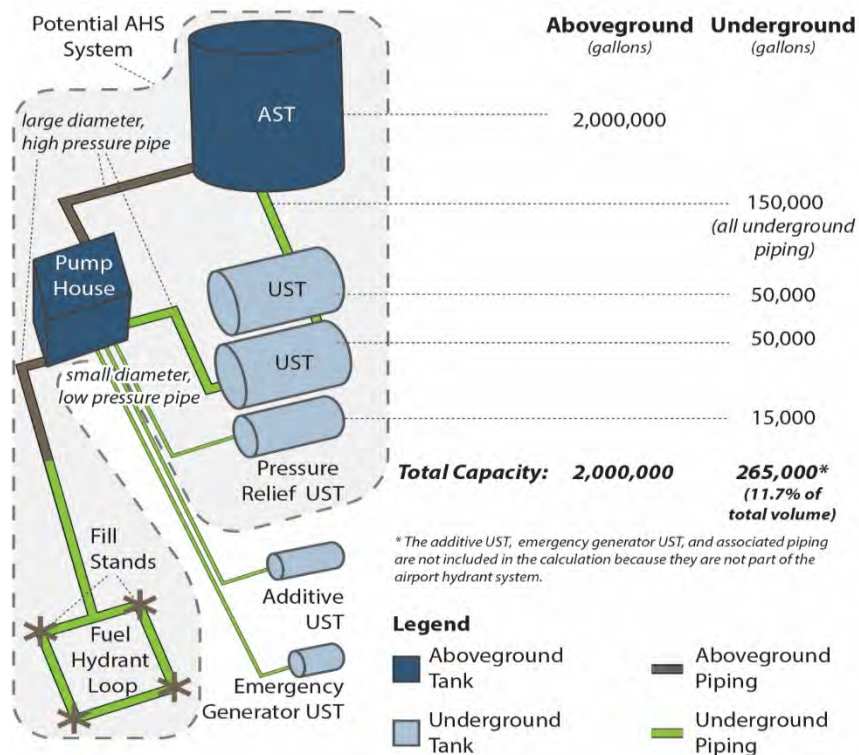 Potential AHS
System
Aboveground
(gallons)
Underground
(gallons)
large diameter,
high pressure pipe
AST
2,000,000
150,000
(all underground
piping)
Pump
House
UST
50,000
UST
50,000
small diameter,
low pressure pipe
15,000
Pressure
Relief UST
Total Capacity: 2,000,000 265,000*
(11.7% of
total volume)
* The additive UST, emergency generator UST, and associated piping
are not included in the calculation because they are not part of the
airport hydrant system.
Fill
Stands
Fuel
Hydrant
Loop
Additive
UST
Emergency
Generator UST
Legend
Aboveground
Tank
Aboveground
Piping
Underground
Tank
Underground
Piping